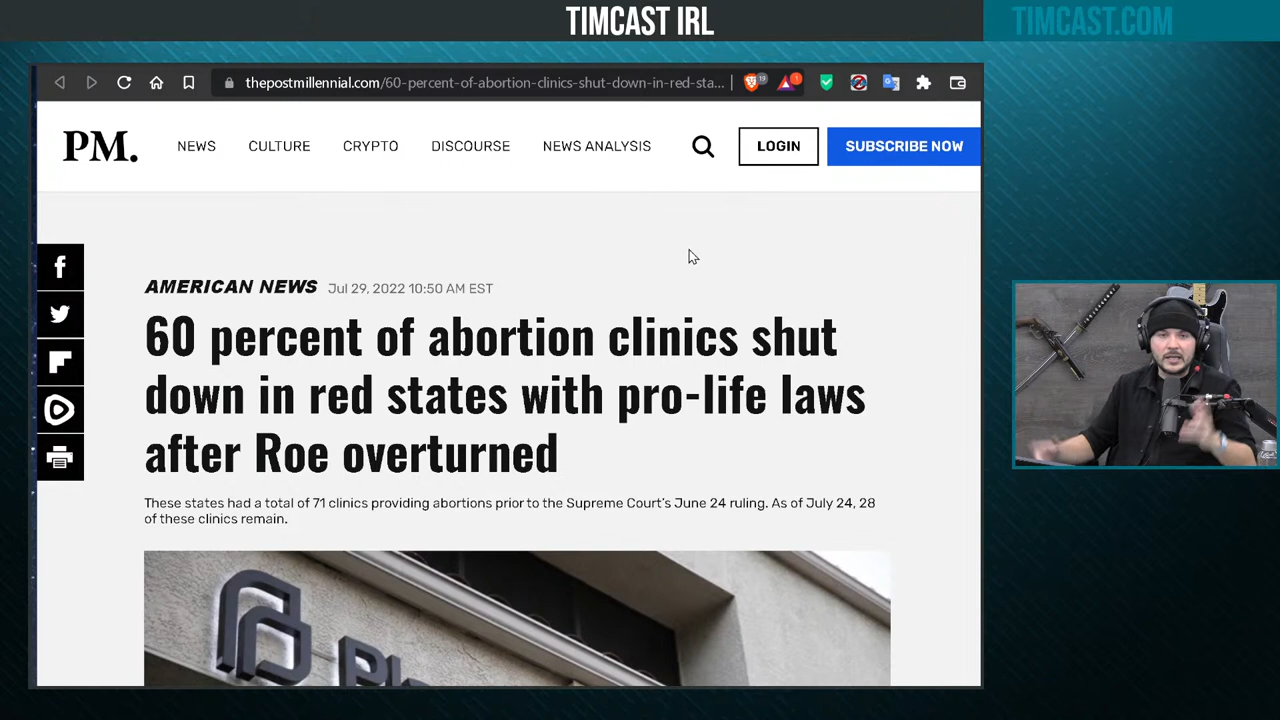 TIMCAST IRL
TIMCAST.COM
thepostmillennial.com/60-percent-of-abortion-clinics-shut-down-in-red-sta...
19
1
PM.
NEWS
CULTURE
CRYPTO
DISCOURSE
NEWS ANALYSIS
LOGIN
SUBSCRIBE NOW
AMERICAN NEWS Jul 29, 2022 10:50 AM EST
60 percent of abortion clinics shut
down in red states with pro-life laws
after Roe overturned
These states had a total of 71 clinics providing abortions prior to the Supreme Court's June 24 ruling. As of July 24, 28
of these clinics remain.